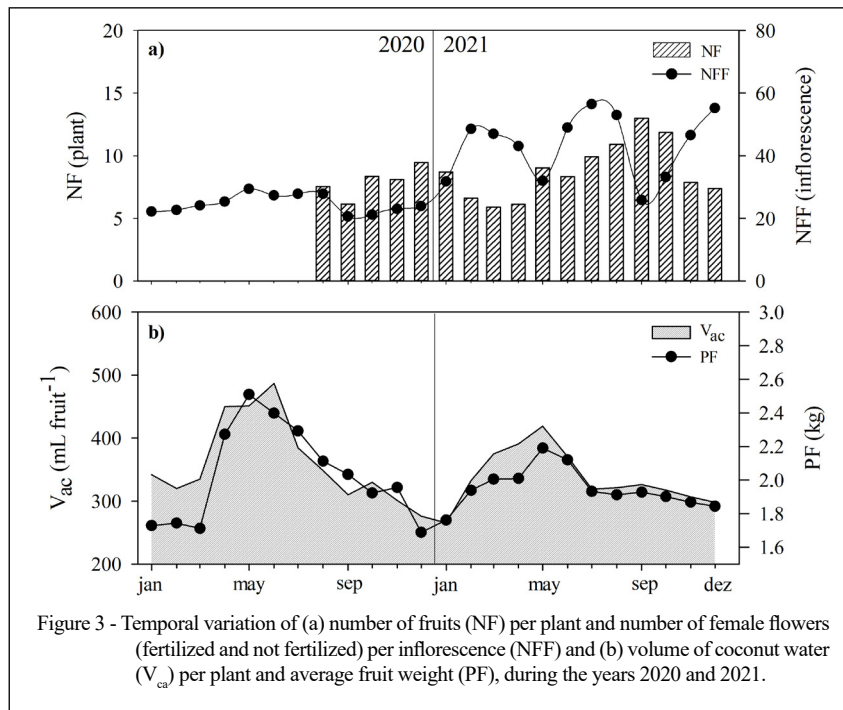 20
80
a)
2020
2021
NF
NFF
15
60
NF (plant)
10
40
NFF (inflorescence)
5
20
0
0
600
3.0
b)
Vac
PF
2.8
500
2.6
Vac (mL fruit-1)
2.4
400
2.2
PF (kg)
2.0
300
1.8
1.6
200
jan may sep jan may sep dez
Figure 3 - Temporal variation of (a) number of fruits (NF) per plant and number of female flowers
(fertilized and not fertilized) per inflorescence (NFF) and (b) volume of coconut water
(Vca) per plant and average fruit weight (PF), during the years 2020 and 2021.